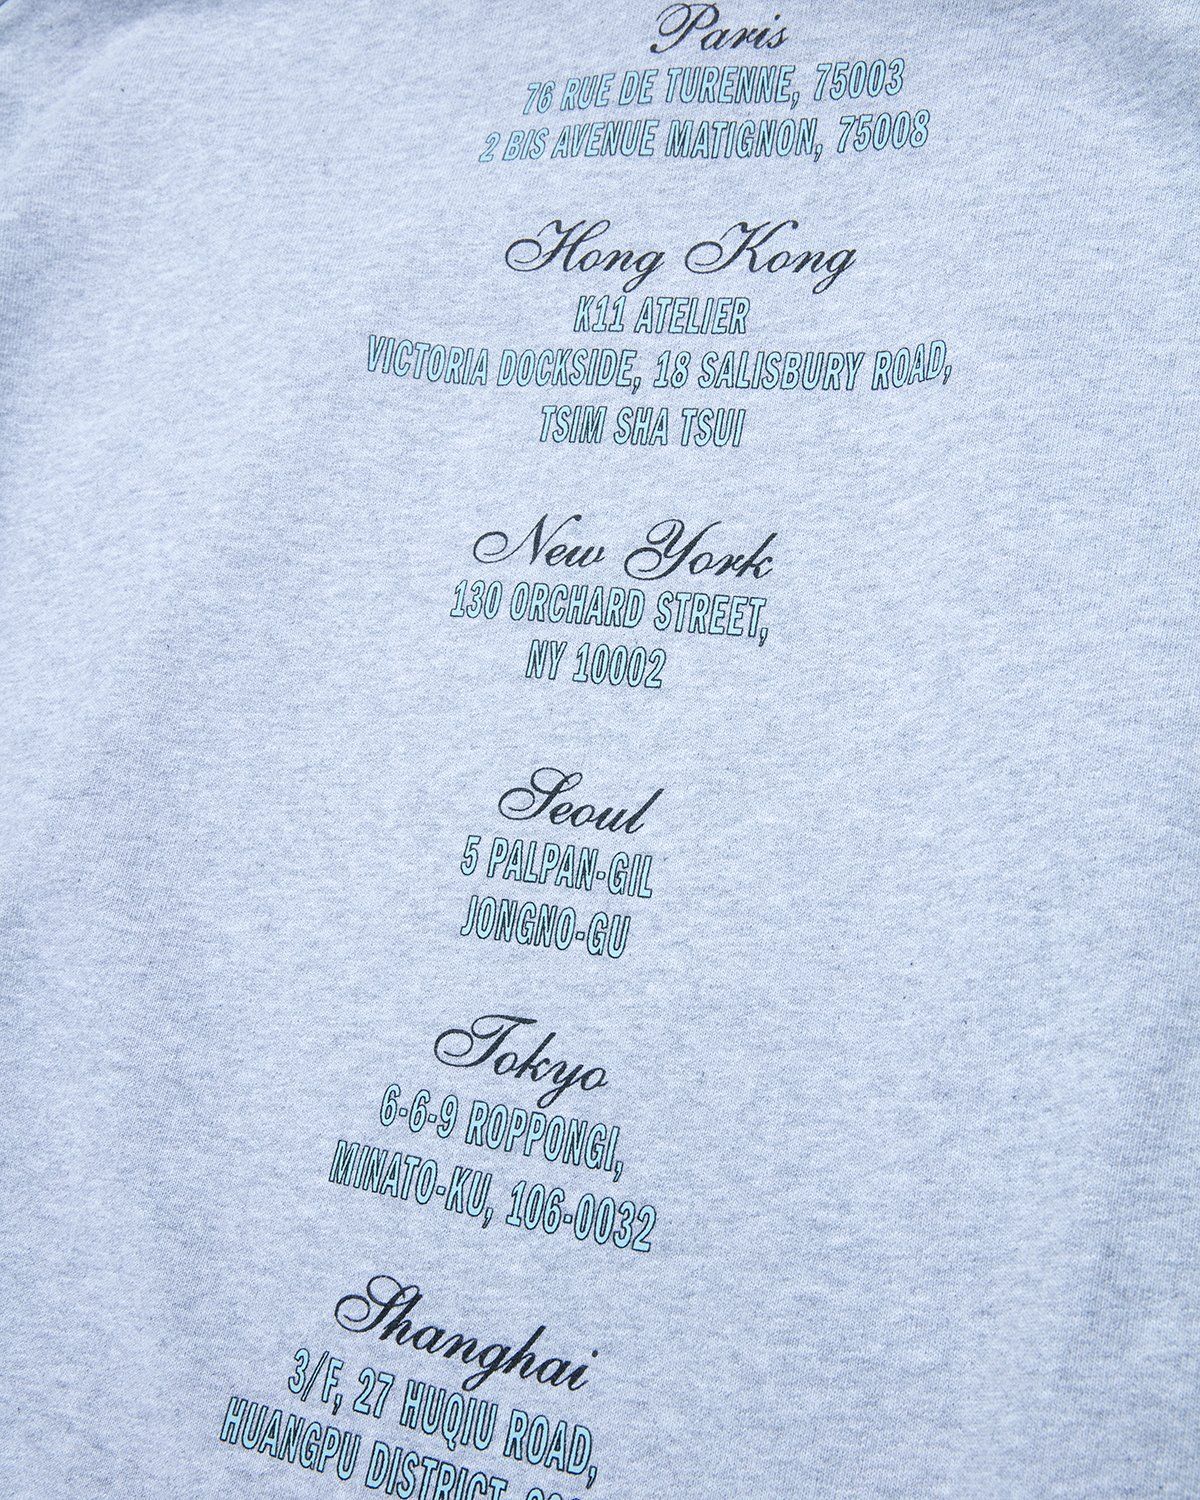 Paris
76 RUE DE TURENNE, 75003
2 BIS AVENUE MATIGNON, 75008
Hong Kong
K11 ATELIER
VICTORIA DOCKSIDE, 18 SALISBURY ROAD,
TSIM SHA TSUI
New York
130 ORCHARD STREET,
NY 10002
Seoul
5 PALPAN-GIL
JONGNO-GU
Tokyo
6-6-9 ROPPONGI,
MINATO-KU, 106-0032
Shanghai
3/F, 27 HUQIU ROAD,
HUANGPU DISTRICT,